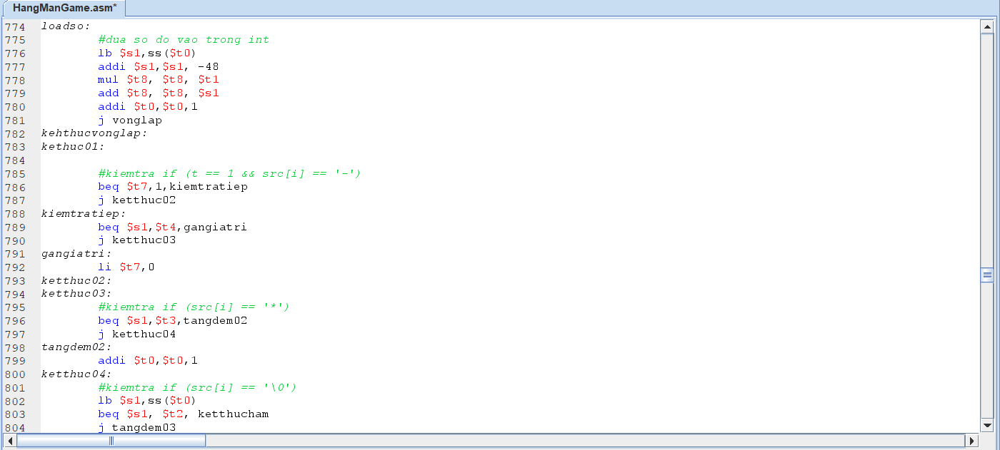 HangManGame.asm*
774 loadso:
775 #dua so do vao trong int
776 lb $s1,ss($t0)
777 addi $s1,$s1, -48
778 mul $t8, $t8, $t1
779 add $t8, $t8, $s1
780 addi $t0,$t0,1
781 j vonglap
782 kehthucvonglap:
783 kethuc01:
784
785 #kiemtra if (t == 1 && src[i] == '-')
786 beq $t7,1,kiemtratiep
787 j ketthuc02
788 kiemtratiep:
789 beq $s1,$t4,gangiatri
790 j ketthuc03
791 gangiatri:
792 li $t7,0
793 ketthuc02:
794 ketthuc03:
795 #kiemtra if (src[i] == '*')
796 beq $s1,$t3,tangdem02
797 j ketthuc04
798 tangdem02:
799 addi $t0,$t0,1
800 ketthuc04:
801 #kiemtra if (src[i] == '\0')
802 lb $s1,ss($t0)
803 beq $s1, $t2, ketthucham
804 j tangdem03